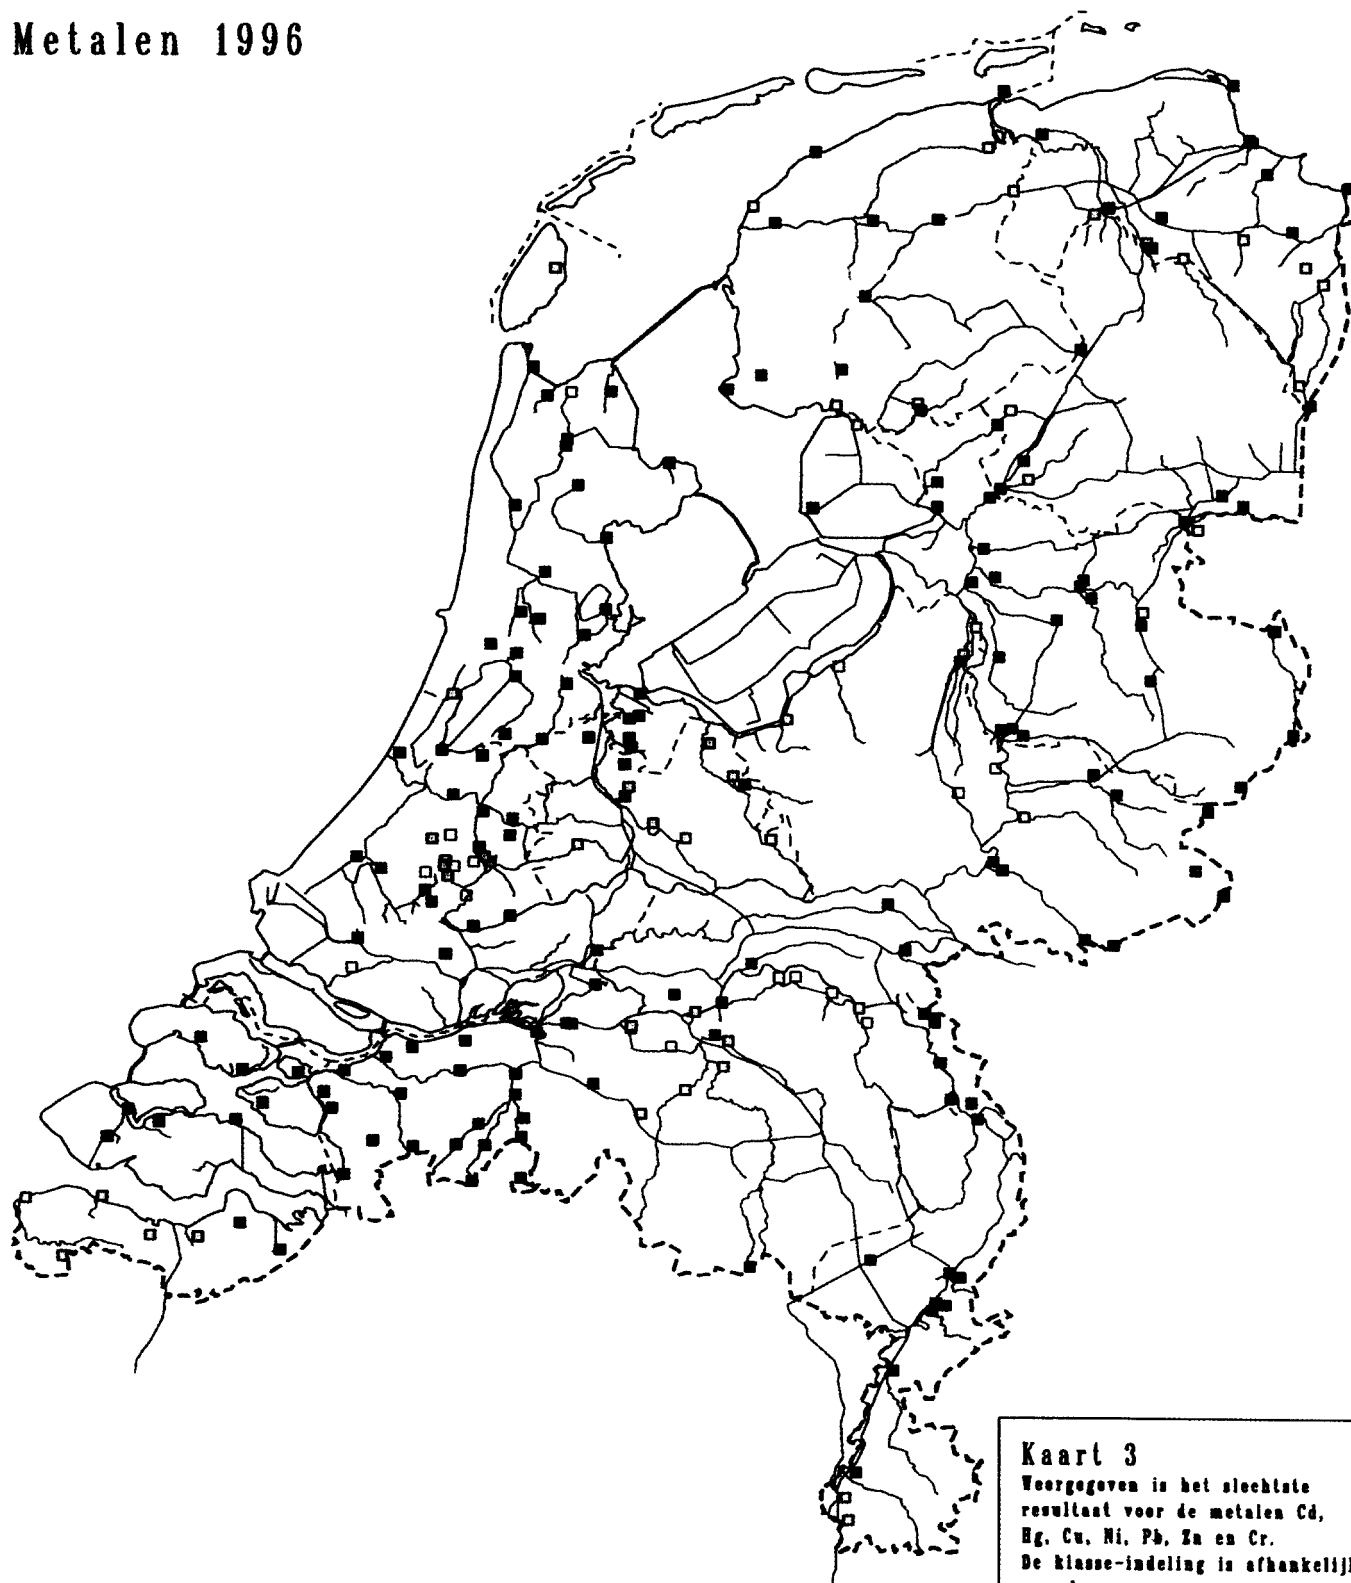 Metalen 1996
Kaart 3
Weergegeven is het slechtste
resultaat voor de metalen Cd,
Hg, Cu, Ni, Pb, Zn en Cr.
De klasse-indeling is afhankelijk